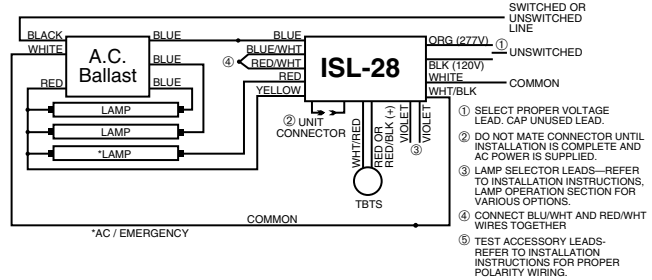 SWITCHED OR
UNSWITCHED
LINE
BLACK
BLUE
BLUE
ORG (277V)
①
WHITE
A.C.
Ballast
BLUE
BLUE/WHT
④
RED/WHT
ISL-28
UNSWITCHED
BLK (120V)
RED
BLUE
RED
WHITE
COMMON
YELLOW
WHT/BLK
LAMP
LAMP
*LAMP
② UNIT
CONNECTOR
WHT/RED
RED OR
RED/BLK (+)
VIOLET
③
VIOLET
TBTS
COMMON
*AC / EMERGENCY
① SELECT PROPER VOLTAGE
LEAD. CAP UNUSED LEAD.
② DO NOT MATE CONNECTOR UNTIL
INSTALLATION IS COMPLETE AND
AC POWER IS SUPPLIED.
③ LAMP SELECTOR LEADS—REFER
TO INSTALLATION INSTRUCTIONS,
LAMP OPERATION SECTION FOR
VARIOUS OPTIONS.
④ CONNECT BLU/WHT AND RED/WHT
WIRES TOGETHER
⑤ TEST ACCESSORY LEADS-
REFER TO INSTALLATION
INSTRUCTIONS FOR PROPER
POLARITY WIRING.